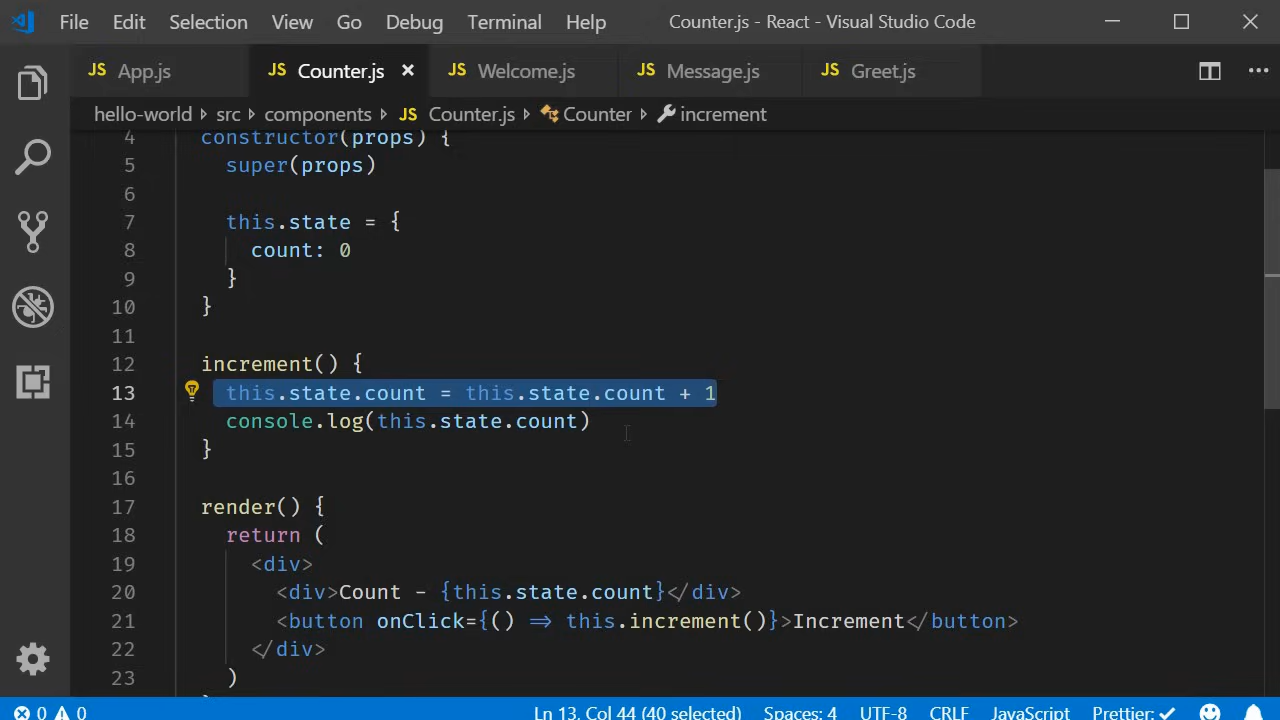 File Edit Selection View Go Debug Terminal Help Counter.js - React - Visual Studio Code
JS App.js JS Counter.js × JS Welcome.js JS Message.js JS Greet.js
hello-world › src › components › JS Counter.js › Counter › increment
4 constructor(props) {
5 super(props)
6
7 this.state = {
8 count: 0
9 }
10 }
11
12 increment() {
13 this.state.count = this.state.count + 1
14 console.log(this.state.count)
15 }
16
17 render() {
18 return (
19 <div>
20 <div>Count - {this.state.count}</div>
21 <button onClick={() => this.increment()}>Increment</button>
22 </div>
23 )
0 0 Ln 13, Col 44 (40 selected) Spaces: 4 UTF-8 CRLF JavaScript Prettier: ✓